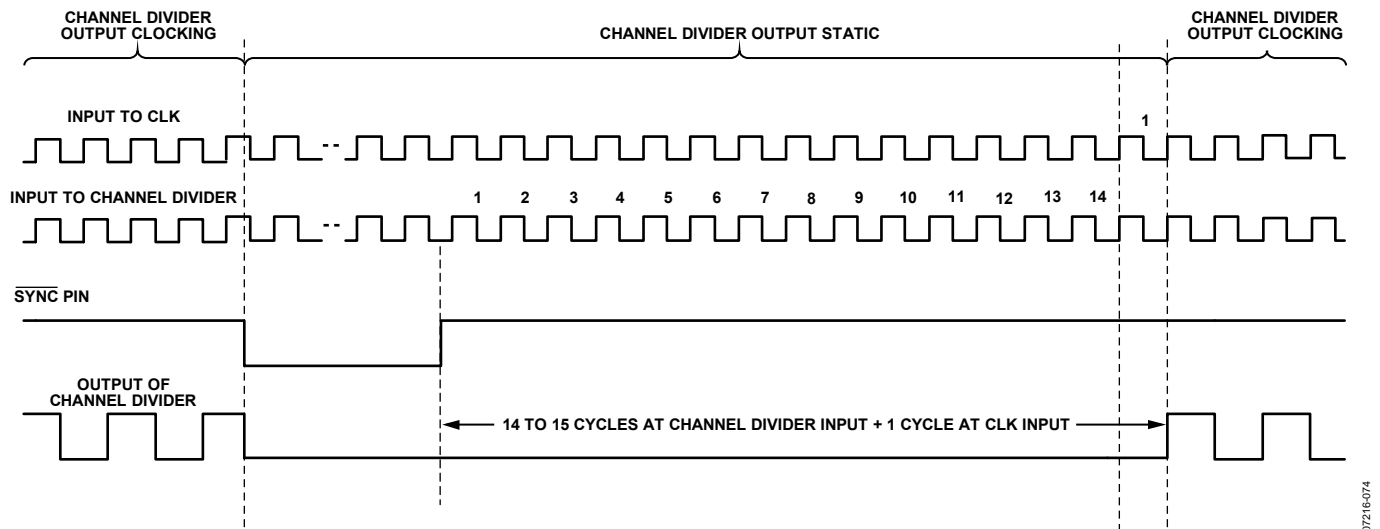 CHANNEL DIVIDER
OUTPUT CLOCKING
CHANNEL DIVIDER OUTPUT STATIC
CHANNEL DIVIDER
OUTPUT CLOCKING
INPUT TO CLK
1
INPUT TO CHANNEL DIVIDER
1 2 3 4 5 6 7 8 9 10 11 12 13 14
SYNC PIN
OUTPUT OF
CHANNEL DIVIDER
14 TO 15 CYCLES AT CHANNEL DIVIDER INPUT + 1 CYCLE AT CLK INPUT
07216-074